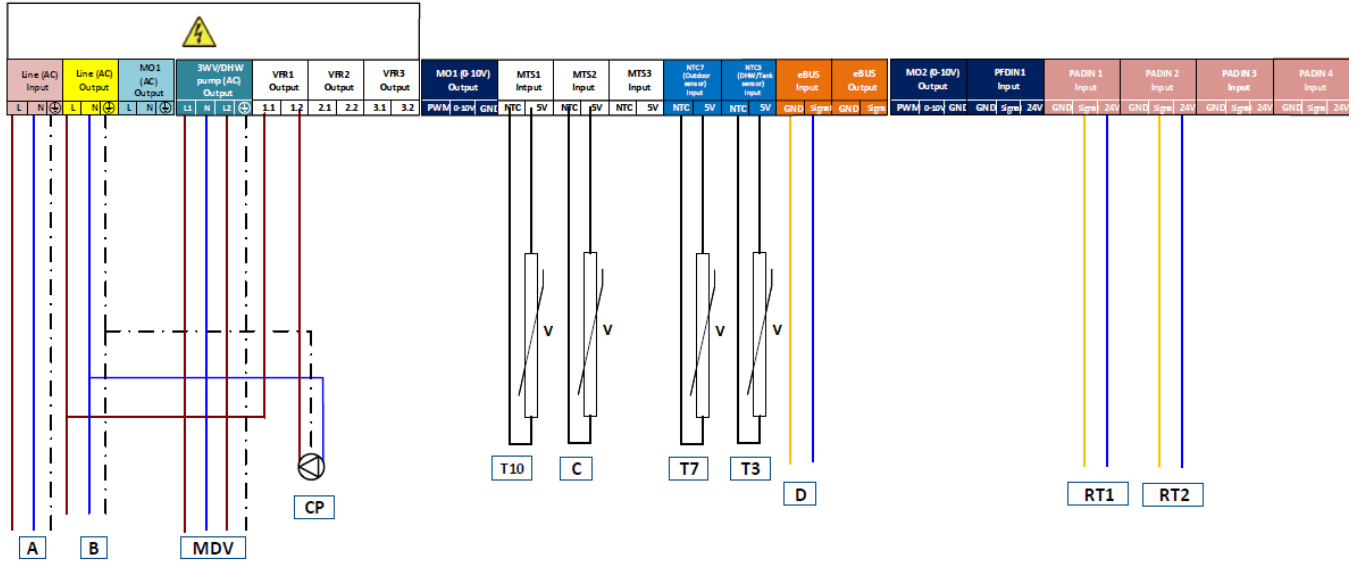 Line (AC) Input
Line (AC) Output
MO1 (AC) Output
3WV/DHW pump (AC) Output
VFR1 Output
VFR2 Output
VFR3 Output
MO1 (0-10V) Output
MTS1 Intput
MTS2 Input
MTS3 Input
NTC7 (Outdoor sensor) Input
NTC3 (DHW/Tank sensor) Input
eBUS Input
eBUS Output
MO2 (0-10V) Output
PFDIN1 Input
PADIN 1 Input
PADIN 2 Input
PADIN 3 Input
PADIN 4 Input
L N L N L N L1 N L2 1.1 1.2 2.1 2.2 3.1 3.2 PWM 0-10V GND NTC 5V NTC 5V NTC 5V NTC 5V NTC 5V GND Signal GND Signal PWM 0-10V GND GND Signal 24V GND Signal 24V GND Signal 24V GND Signal 24V GND Signal 24V
V V V V
T10 C T7 T3
D RT1 RT2
CP
A B MDV